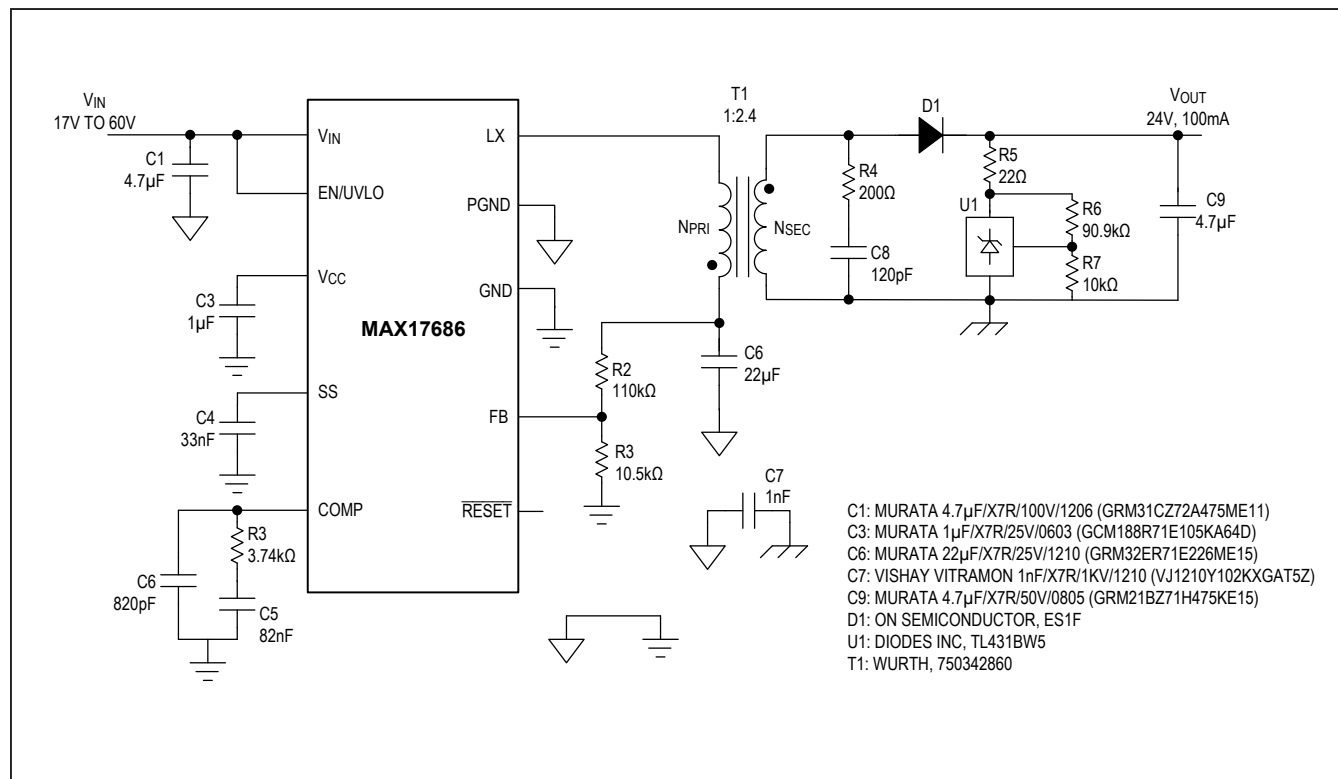 VIN
17V TO 60V
C1
4.7µF
VIN
EN/UVLO
VCC
C3
1µF
SS
C4
33nF
COMP
R3
3.74kΩ
C6
820pF
C5
82nF
MAX17686
LX
PGND
GND
FB
RESET
T1
1:2.4
NPRI
NSEC
R2
110kΩ
R3
10.5kΩ
C6
22µF
C7
1nF
R4
200Ω
C8
120pF
D1
VOUT
24V, 100mA
R5
22Ω
U1
R6
90.9kΩ
R7
10kΩ
C9
4.7µF
C1: MURATA 4.7µF/X7R/100V/1206 (GRM31CZ72A475ME11)
C3: MURATA 1µF/X7R/25V/0603 (GCM188R71E105KA64D)
C6: MURATA 22µF/X7R/25V/1210 (GRM32ER71E226ME15)
C7: VISHAY VITRAMON 1nF/X7R/1KV/1210 (VJ1210Y102KXGAT5Z)
C9: MURATA 4.7µF/X7R/50V/0805 (GRM21BZ71H475KE15)
D1: ON SEMICONDUCTOR, ES1F
U1: DIODES INC, TL431BW5
T1: WURTH, 750342860